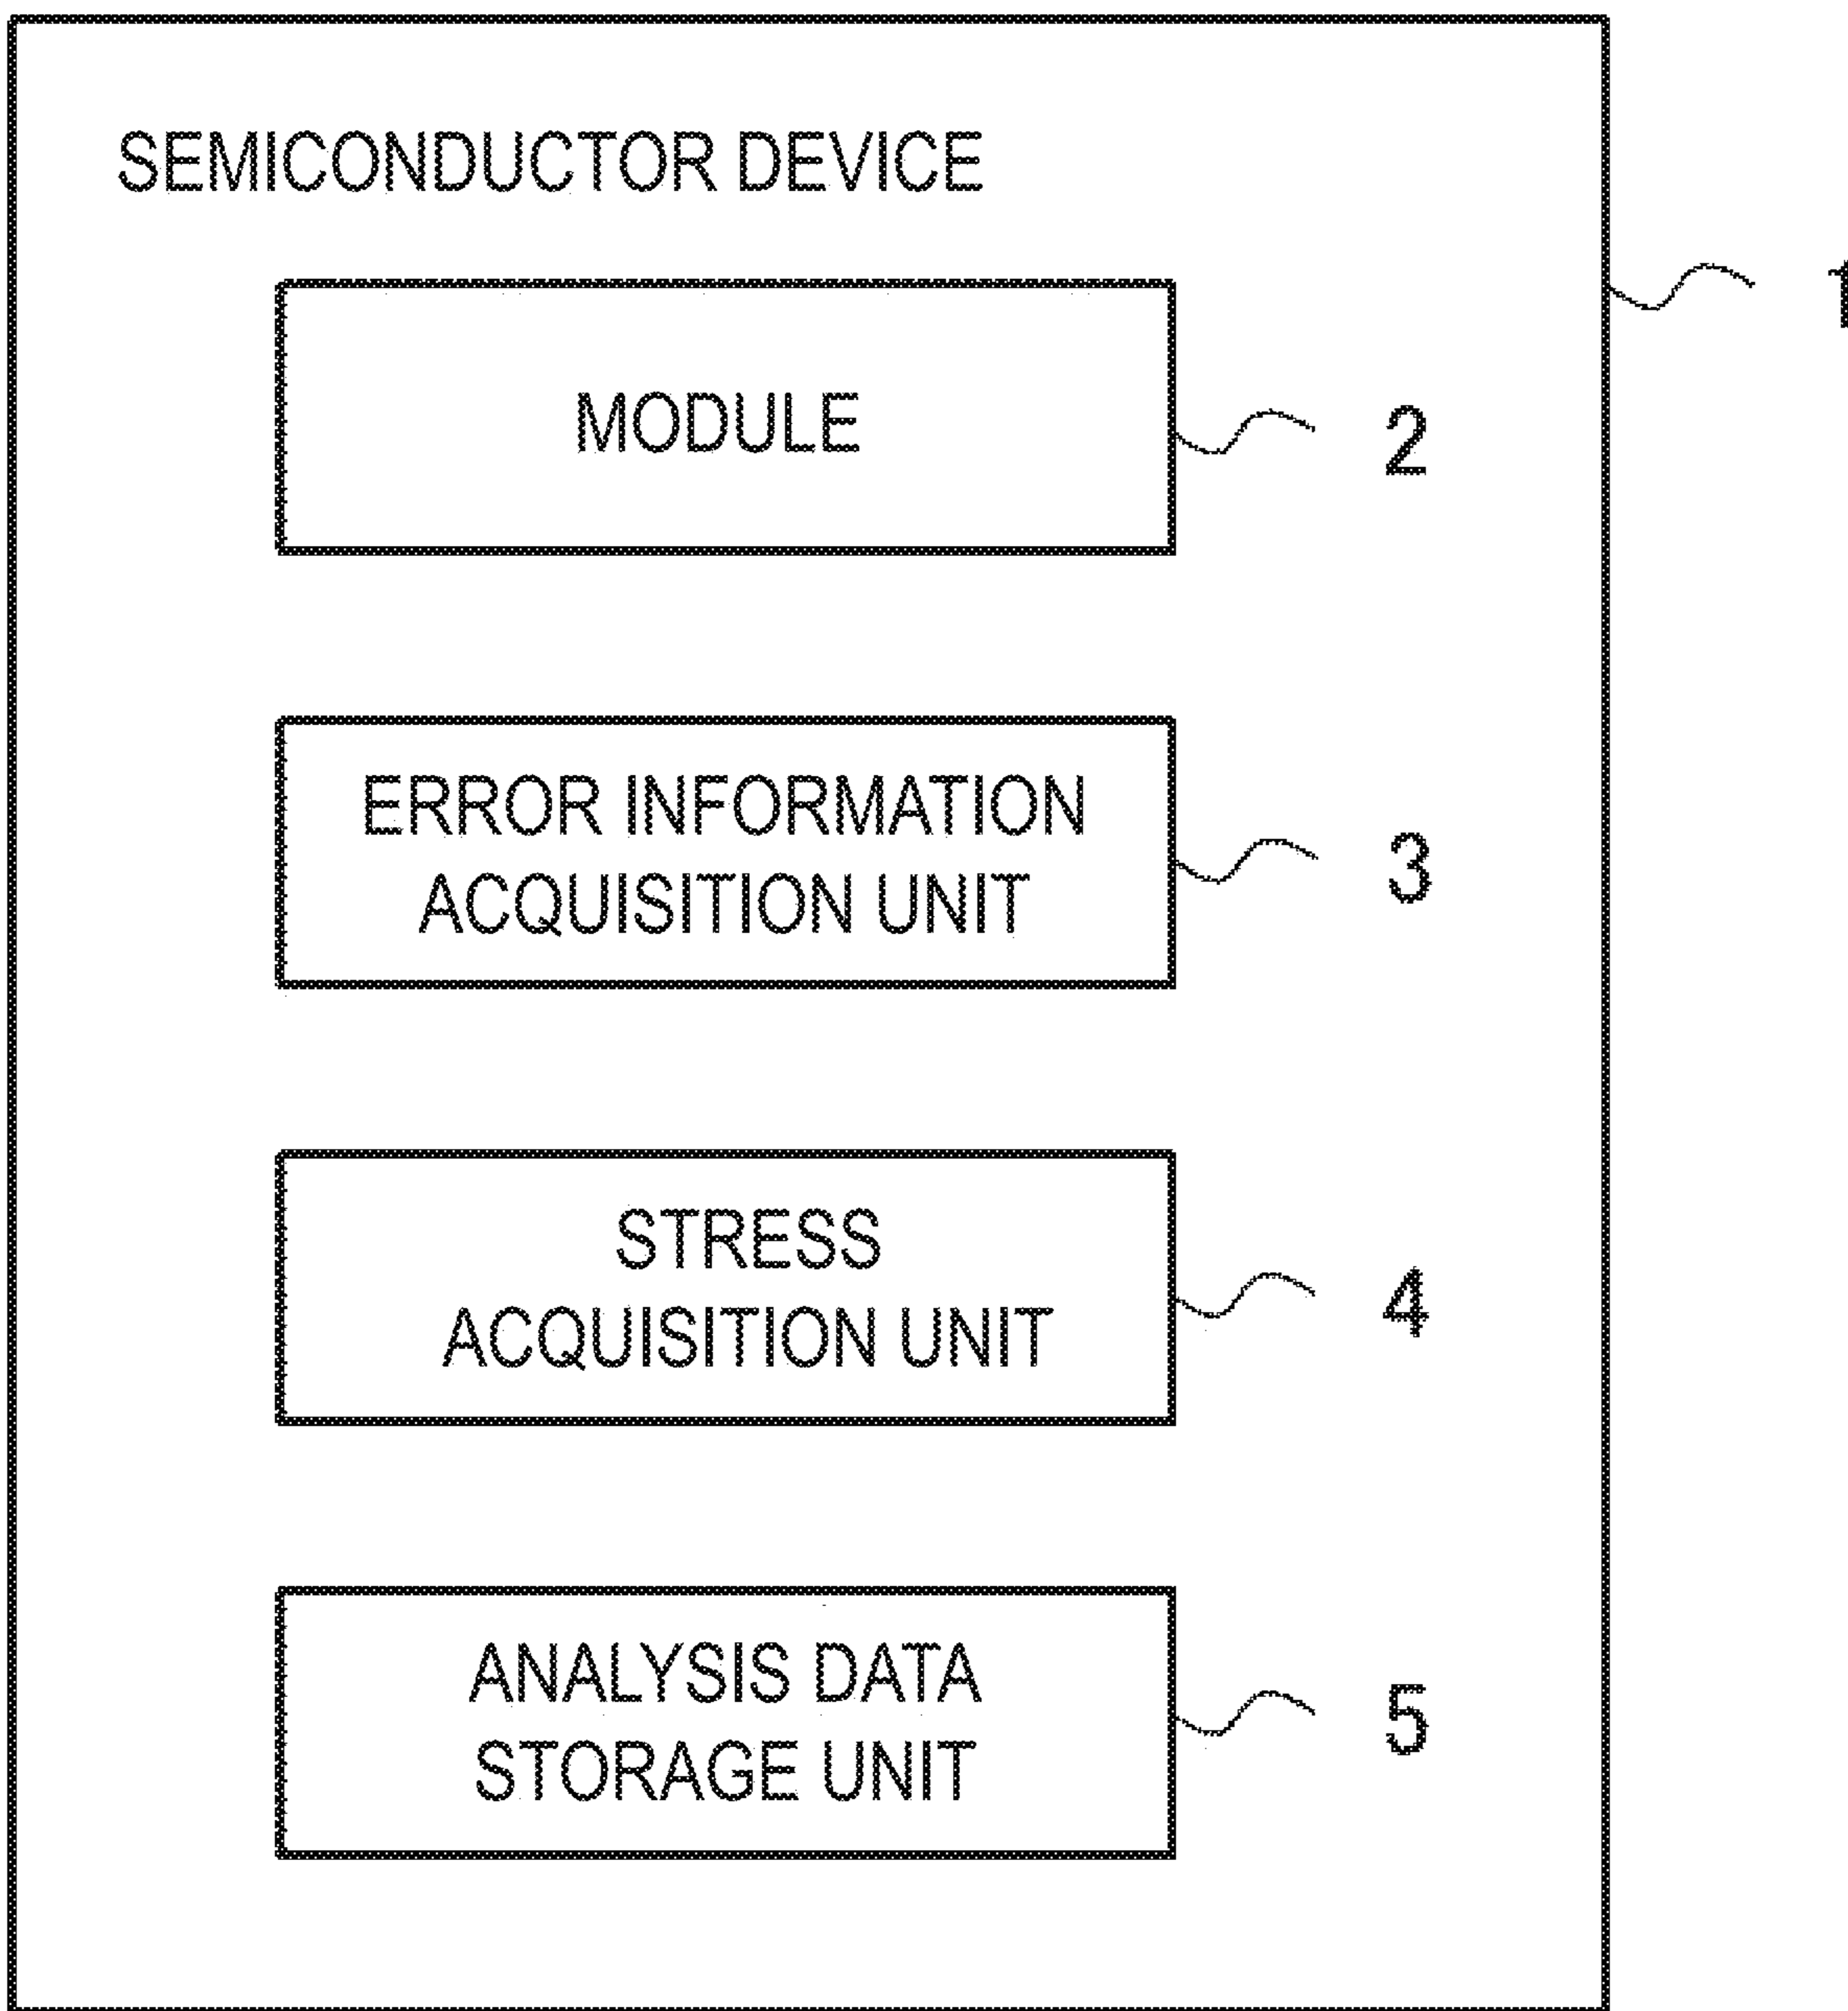 SEMICONDUCTOR DEVICE
1
MODULE
2
ERROR INFORMATION
ACQUISITION UNIT
3
STRESS
ACQUISITION UNIT
4
ANALYSIS DATA
STORAGE UNIT
5